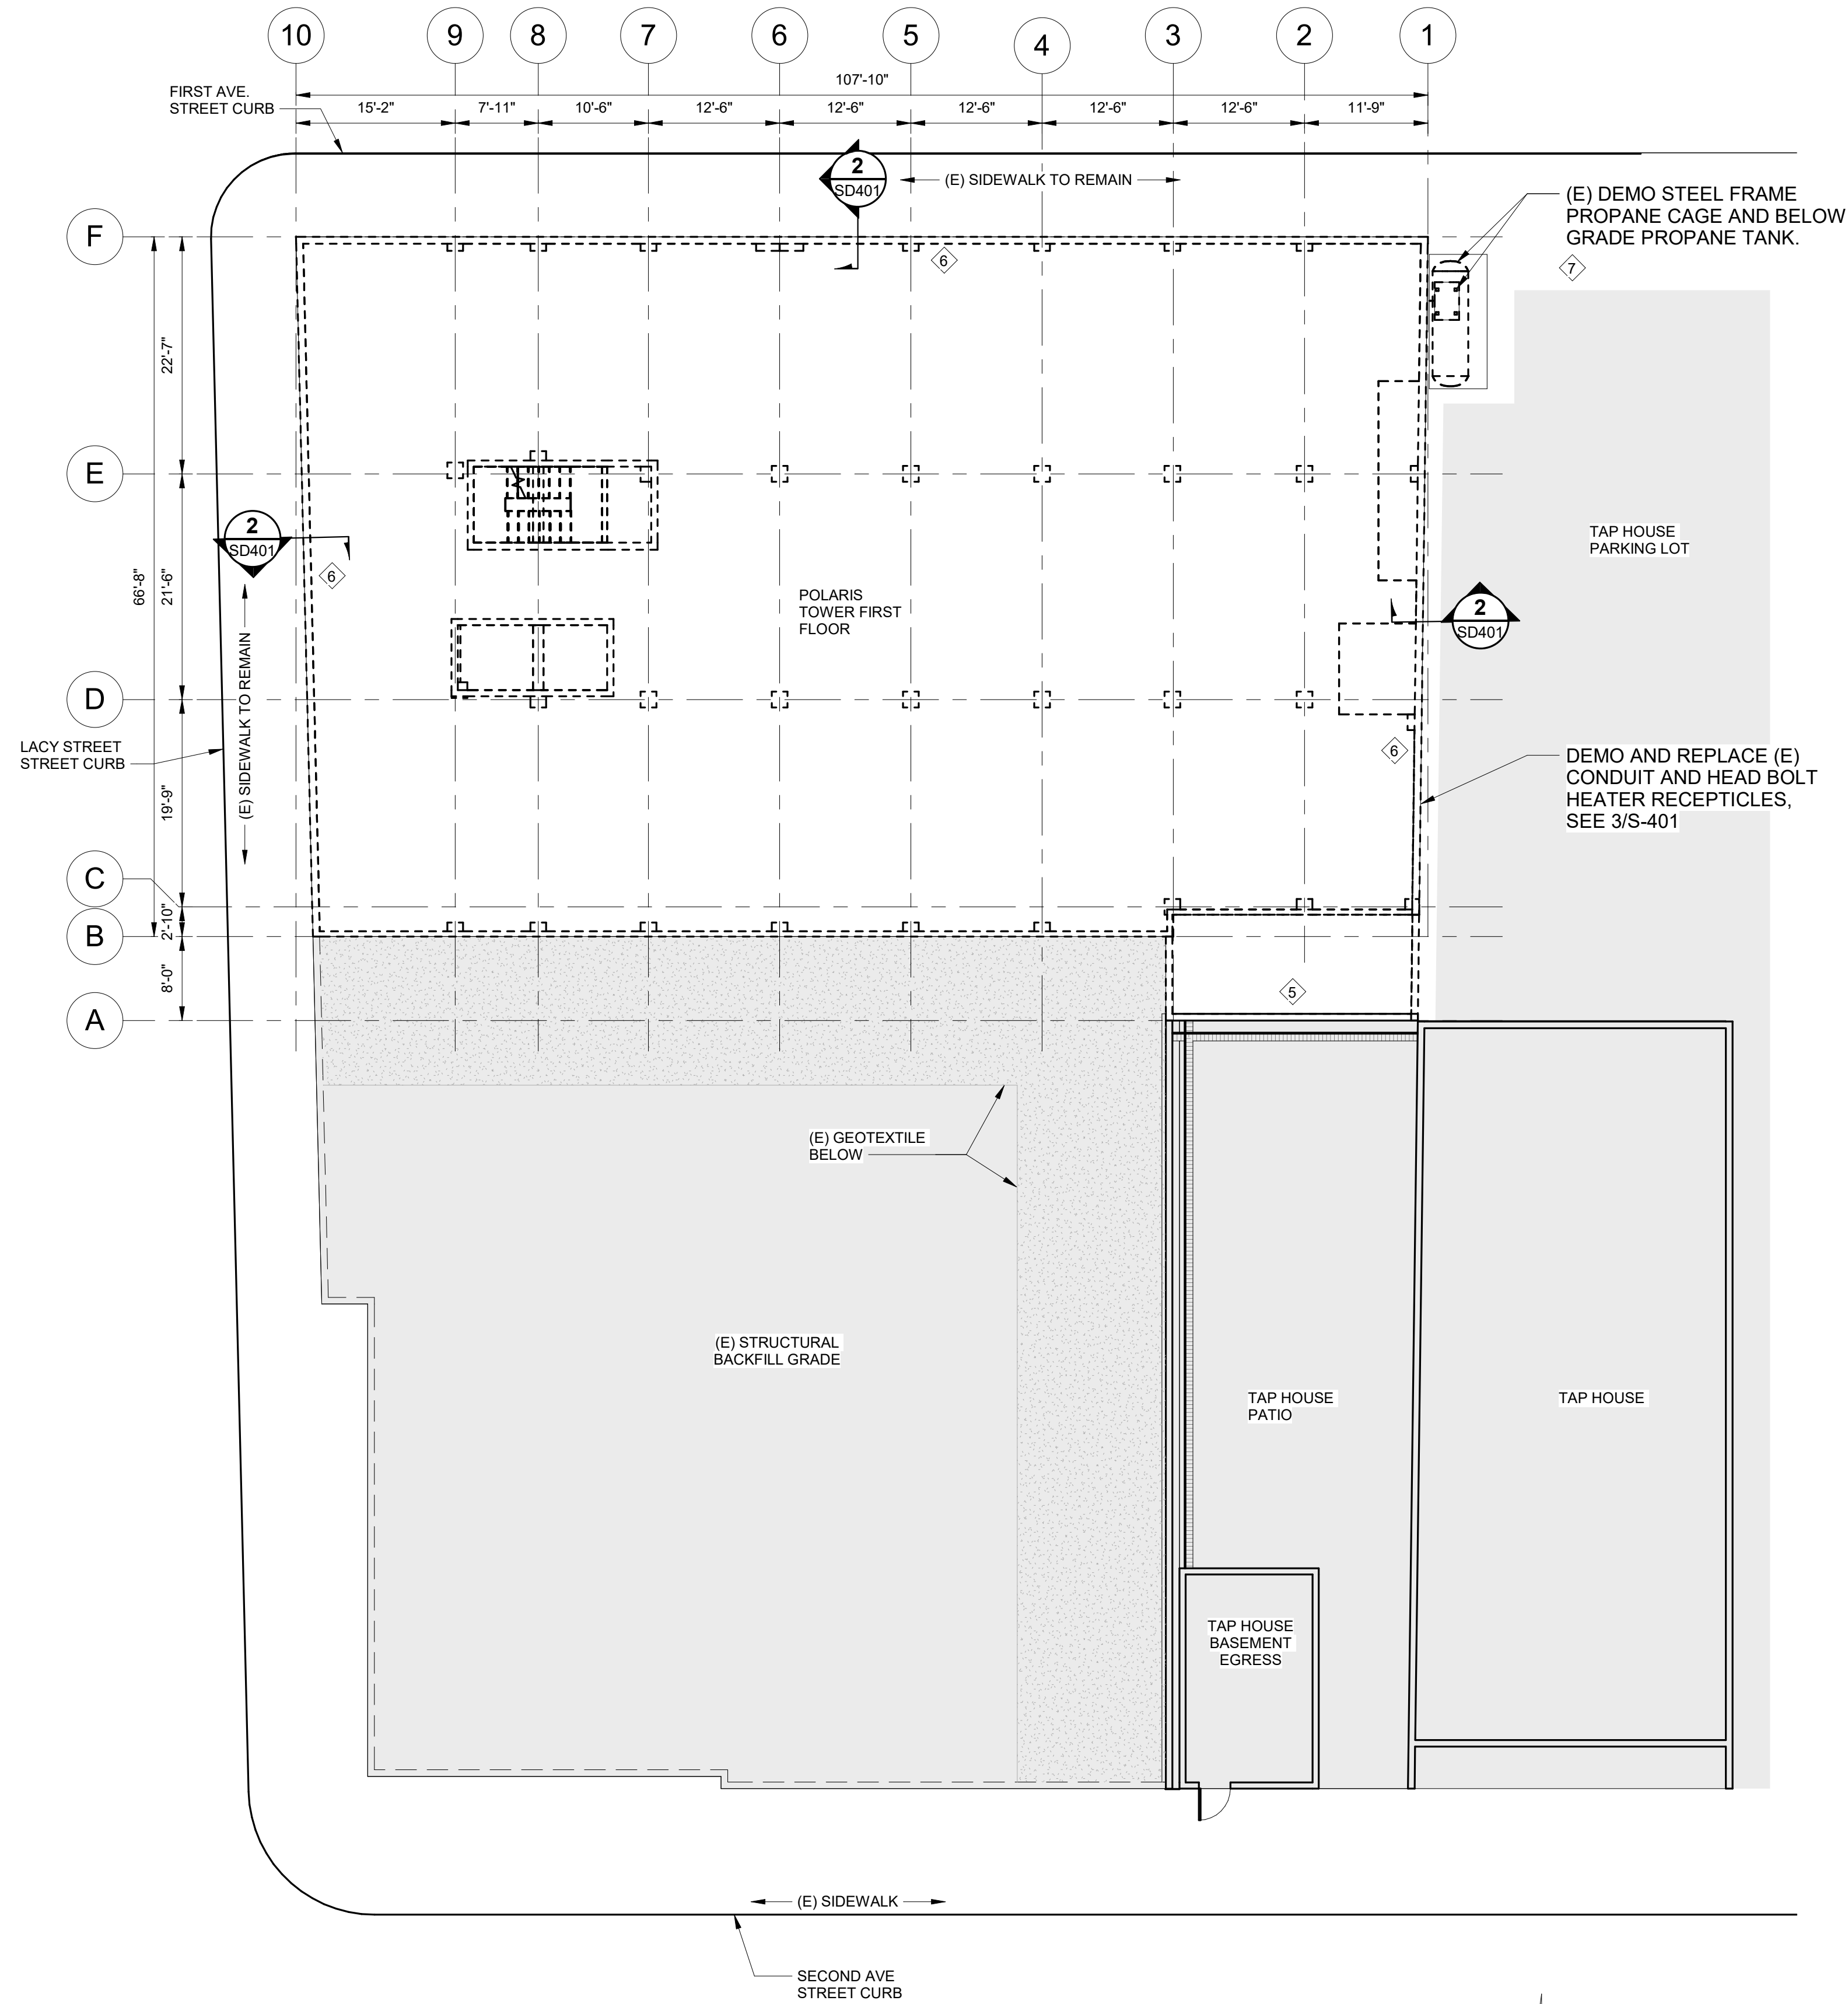 10
9
8
7
6
5
4
3
2
1
107'-10"
15'-2"
7'-11"
10'-6"
12'-6"
12'-6"
12'-6"
12'-6"
12'-6"
11'-9"
FIRST AVE.
STREET CURB
2
SD401
(E) SIDEWALK TO REMAIN
(E) DEMO STEEL FRAME
PROPANE CAGE AND BELOW
GRADE PROPANE TANK.
7
F
6
22'-7"
E
2
SD401
6
66'-8"
21'-6"
(E) SIDEWALK TO REMAIN
TAP HOUSE
PARKING LOT
POLARIS
TOWER FIRST
FLOOR
2
SD401
D
LACY STREET
STREET CURB
19'-9"
6
DEMO AND REPLACE (E)
CONDUIT AND HEAD BOLT
HEATER RECEPTICLES,
SEE 3/S-401
C
2'-10"
B
8'-0"
A
5
(E) GEOTEXTILE
BELOW
(E) STRUCTURAL
BACKFILL GRADE
TAP HOUSE
PATIO
TAP HOUSE
TAP HOUSE
BASEMENT
EGRESS
(E) SIDEWALK
SECOND AVE
STREET CURB